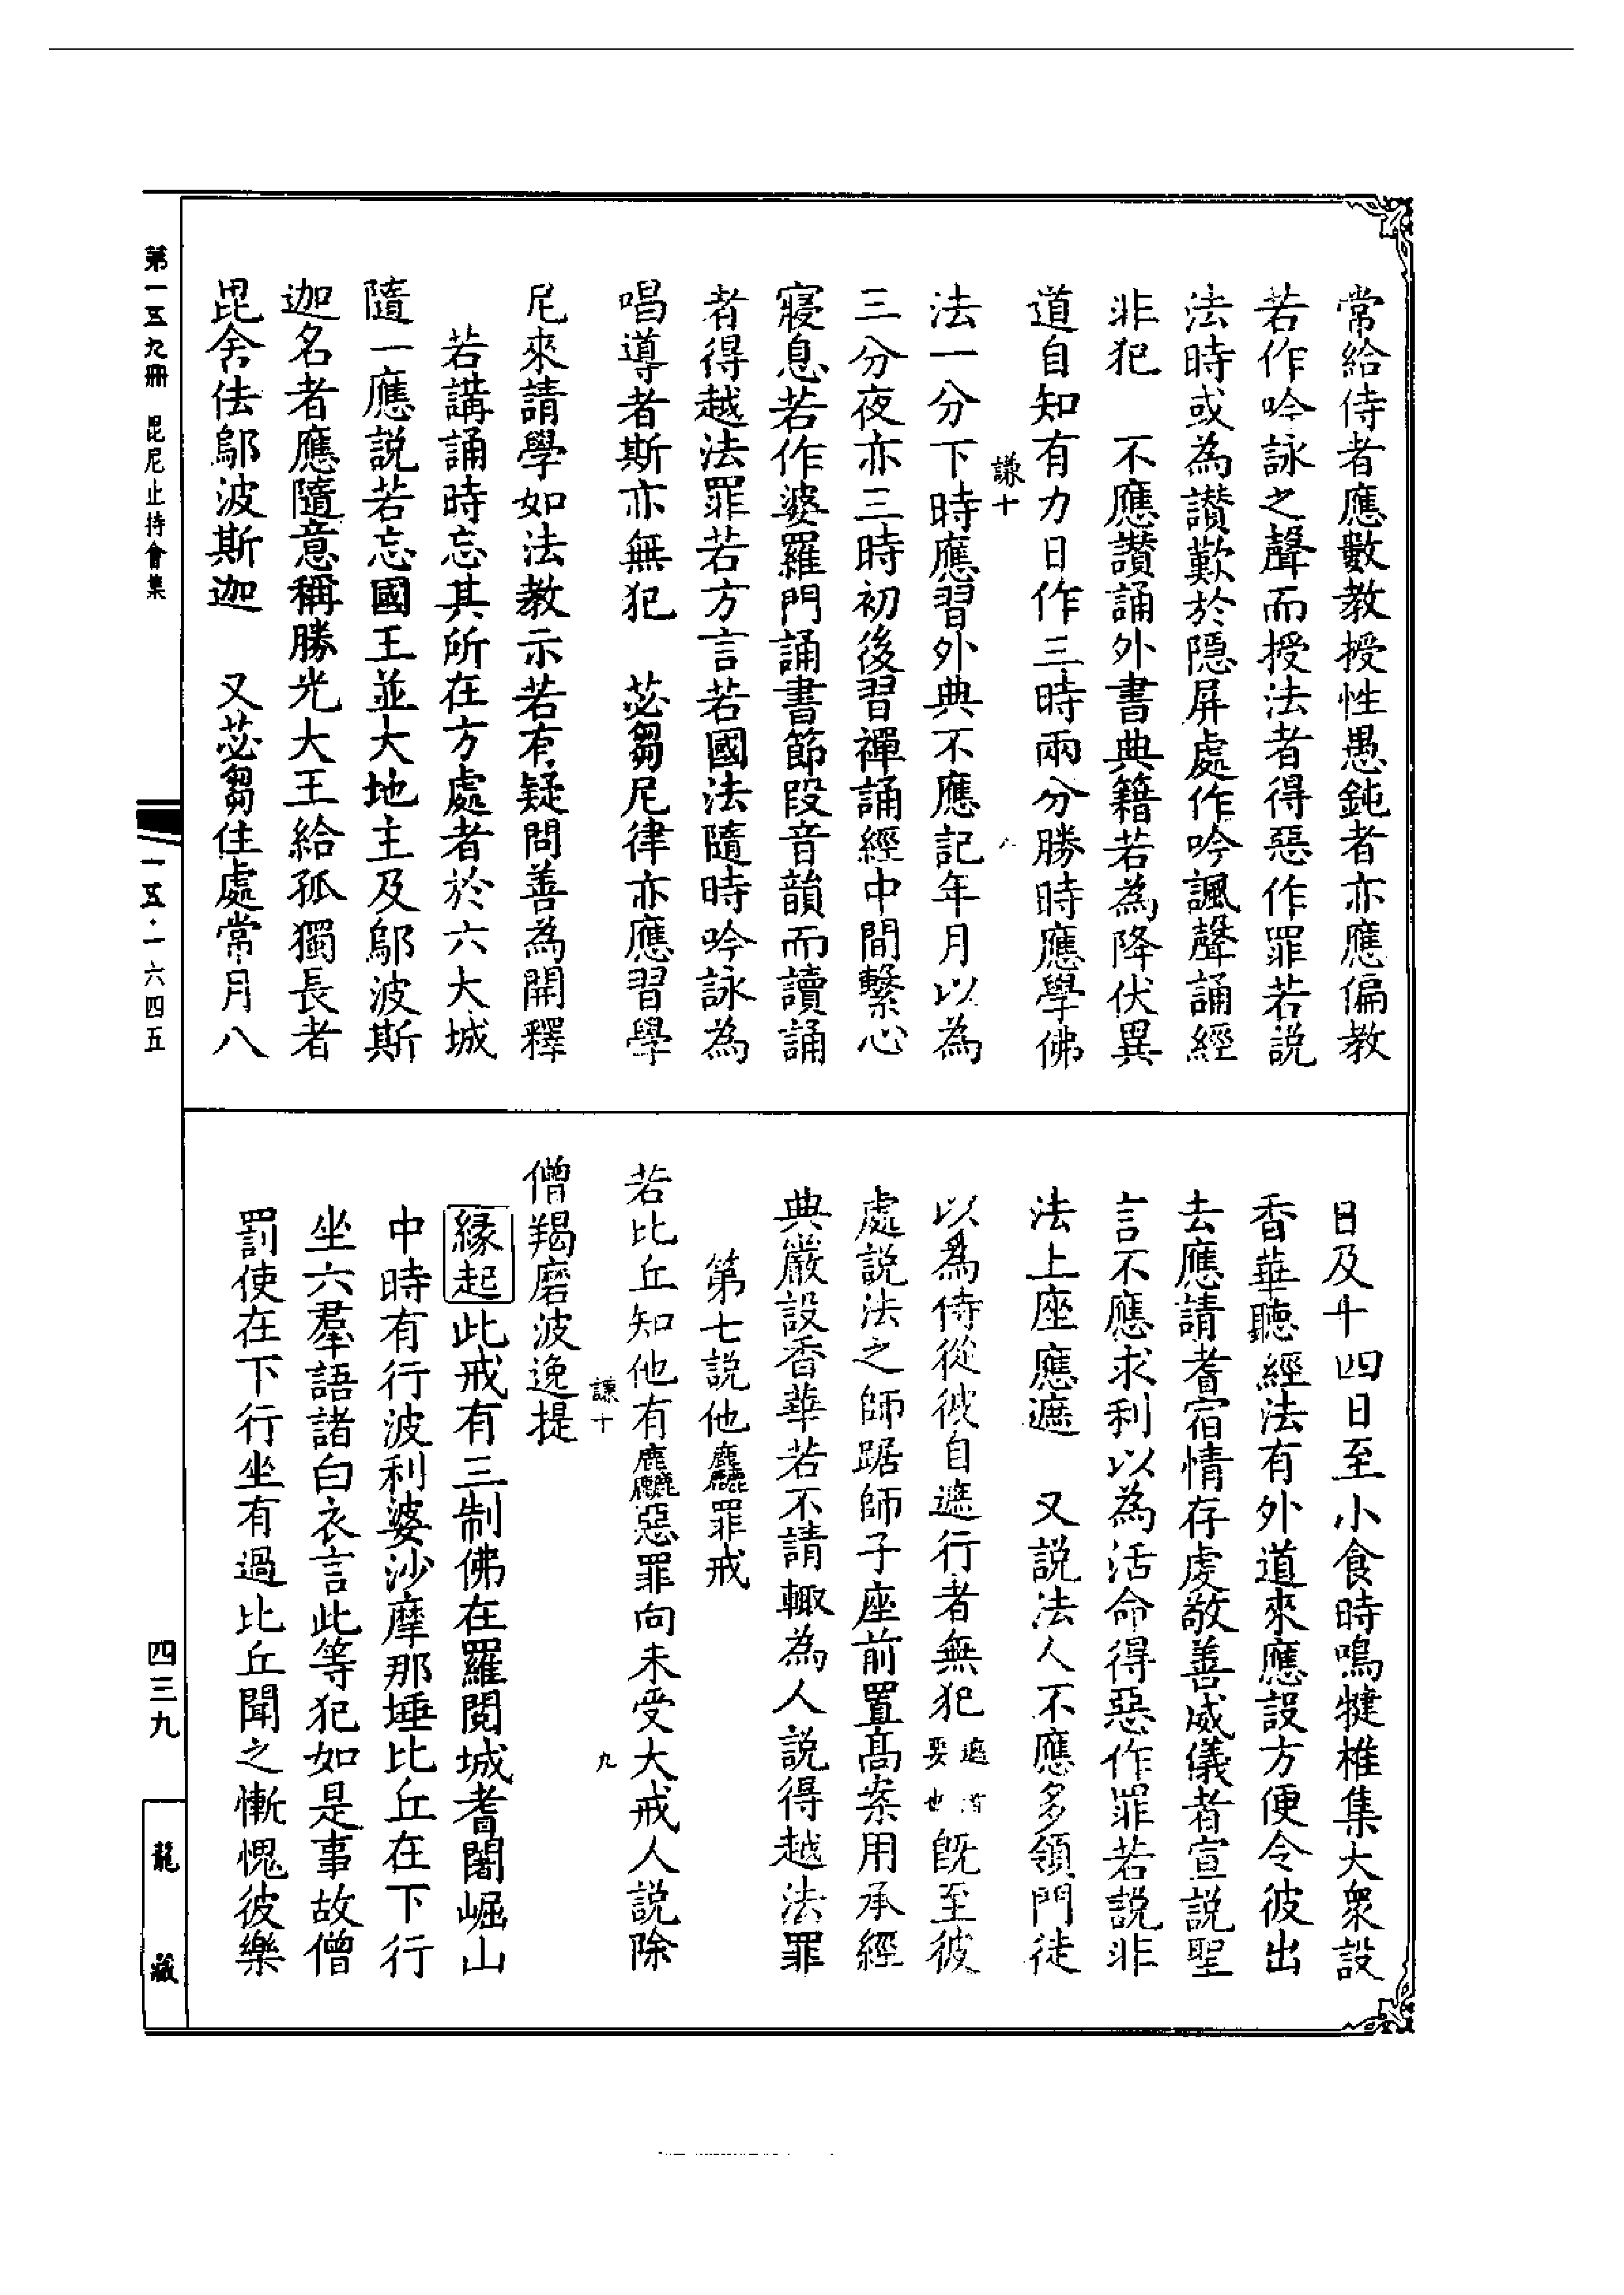 常給侍者應數教授性愚鈍者亦應偏教
若作吟詠之聲而授法者得惡作罪若説
法時或為讚歎於隱屏處作吟諷聲誦經
非犯　不應讚誦外書典籍若為降伏異
道自知有力日作三時兩分勝時應學佛
謙十　八
法一分下時應習外典不應記年月以為
三分夜亦三時初後習禪誦經中間繫心
寢息若作婆羅門誦書節段音韻而讀誦
者得越法罪若方言若國法隨時吟詠為
唱導者斯亦無犯　苾芻尼律亦應習學
尼來請學如法教示若有疑問善為開釋
若講誦時忘其所在方處者於六大城
隨一應説若忘國王並大地主及鄔波斯
迦名者應隨意稱勝光大王給孤獨長者
毘舍佉鄔波斯迦　又苾芻住處常月八
日及十四日至小食時鳴犍椎集大衆設
香華聽經法有外道來應設方便令彼出
去應請耆宿情存虔敬善威儀者宣説聖
言不應求利以為活命得惡作罪若説非
法上座應遮　又説法人不應多領門徒
以為侍從彼自遮行者無犯遮謂要也既至彼
處説法之師踞師子座前置高案用承經
典嚴設香華若不請輙為人説得越法罪
第七説他麤罪戒
若比丘知他有麤惡罪向未受大戒人説除
謙十　九
僧羯磨波逸提
緣起此戒有三制佛在羅閱城耆闍崛山
中時有行波利婆沙摩那埵比丘在下行
坐六羣語諸白衣言此等犯如是事故僧
罰使在下行坐有過比丘聞之慚愧彼樂
第一五九冊　毘尼止持會集
一五·一六四五
四三九
龍藏